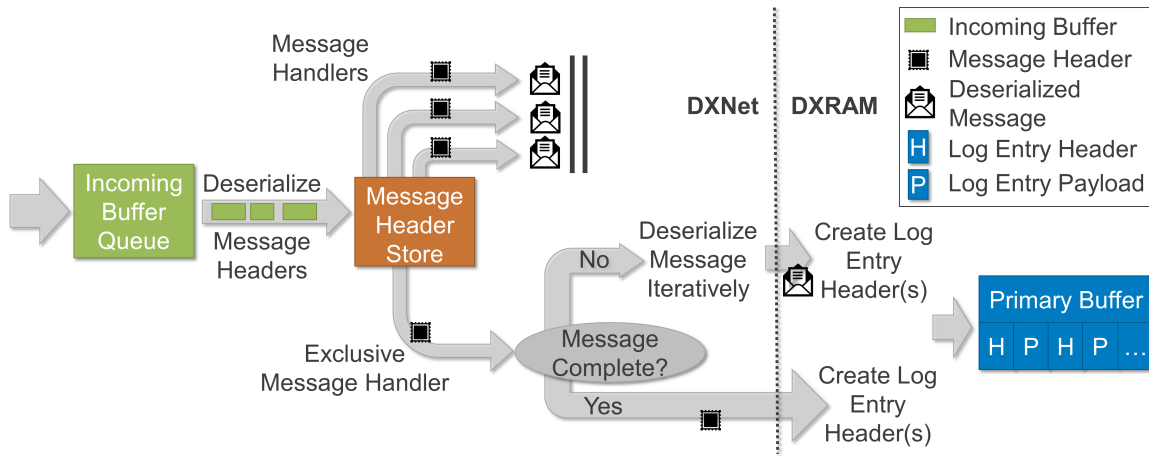 Message
Handlers
DXNet
DXRAM
Incoming Buffer
Message Header
Deserialized
Message
H
Log Entry Header
P
Log Entry Payload
Incoming
Buffer
Queue
Deserialize
Message
Headers
Message
Header
Store
No
Deserialize
Message
Iteratively
Create Log
Entry
Header(s)
Primary Buffer
H P H P ...
Exclusive
Message Handler
Message
Complete?
Yes
Create Log
Entry
Header(s)